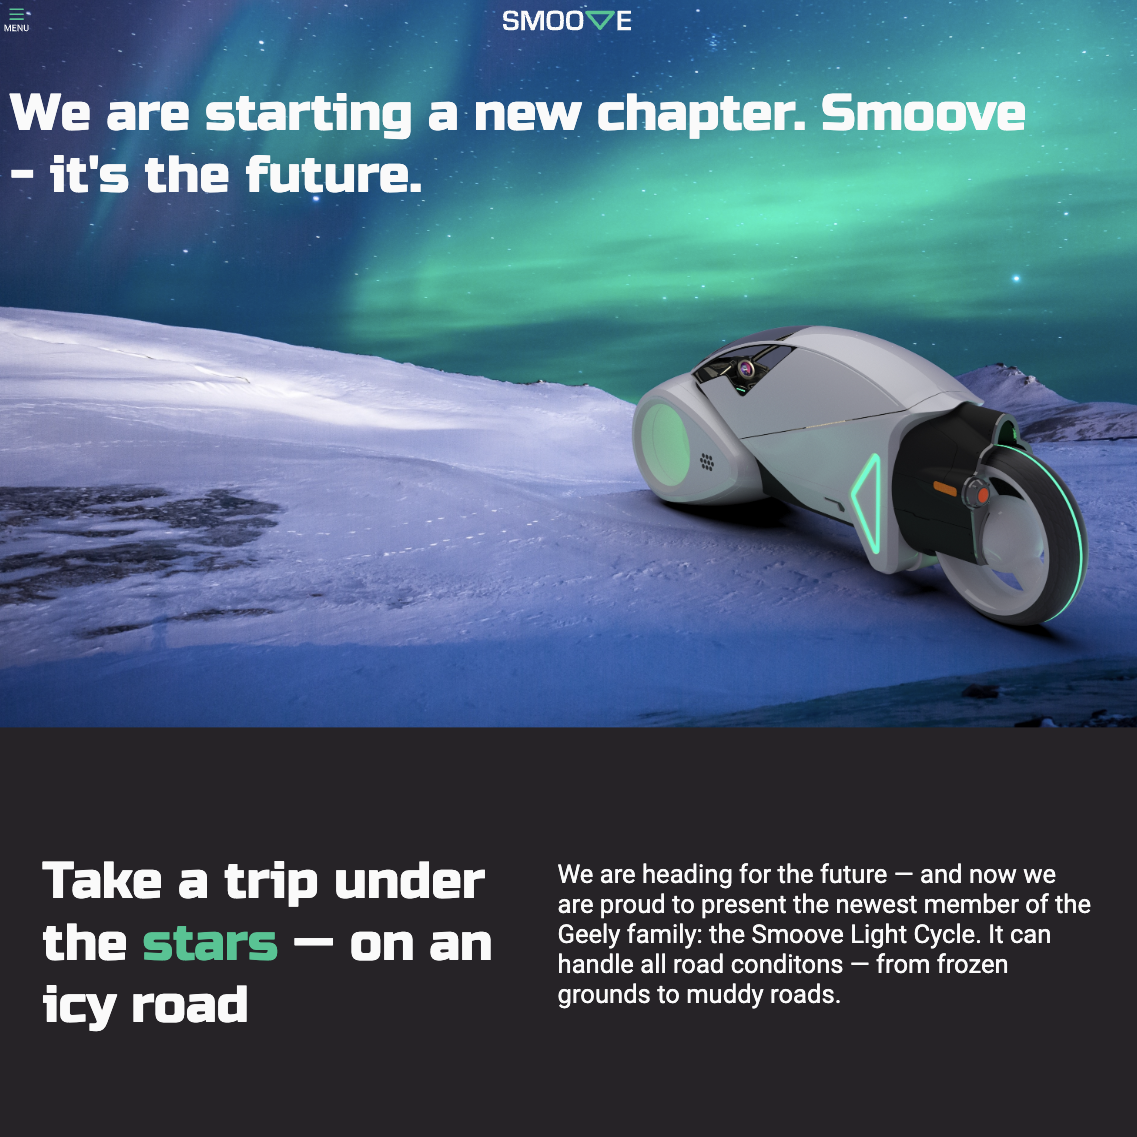 MENU
SMOOVE
We are starting a new chapter. Smoove
- it's the future.
Take a trip under
the stars — on an
icy road
We are heading for the future — and now we
are proud to present the newest member of the
Geely family: the Smoove Light Cycle. It can
handle all road conditons — from frozen
grounds to muddy roads.